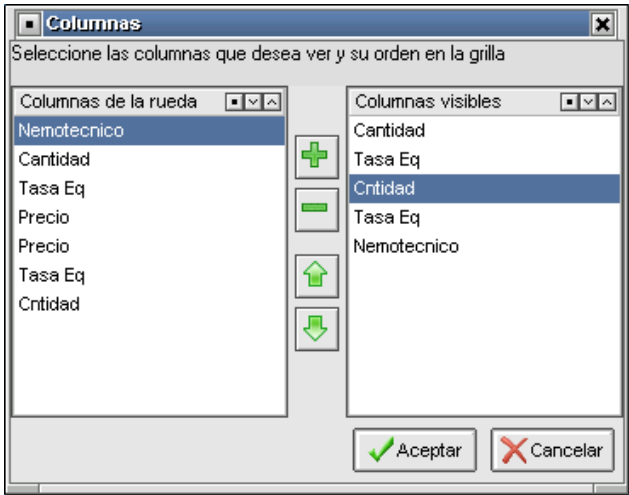 Columnas
Seleccione las columnas que desea ver y su orden en la grilla
Columnas de la rueda
Nemotecnico
Cantidad
Tasa Eq
Precio
Precio
Tasa Eq
Cntidad
Columnas visibles
Cantidad
Tasa Eq
Cntidad
Tasa Eq
Nemotecnico
Aceptar
Cancelar